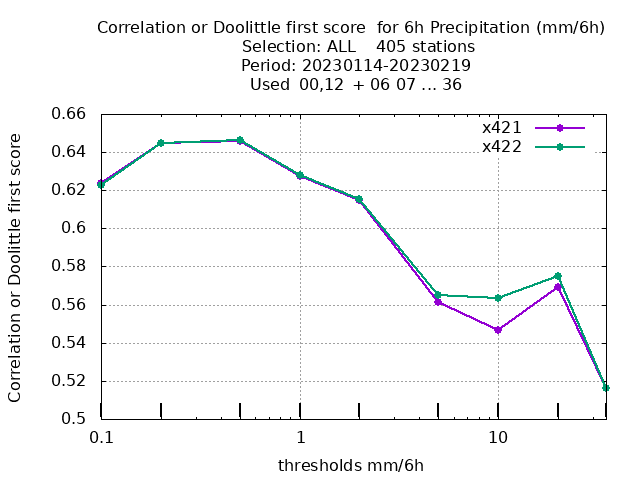 Correlation or Doolittle first score  for 6h Precipitation (mm/6h)
Selection: ALL    405 stations
Period: 20230114-20230219
Used  00,12  + 06 07 ... 36
x421
x422
Correlation or Doolittle first score
0.66
0.64
0.62
0.6
0.58
0.56
0.54
0.52
0.5
0.1
1
10
thresholds mm/6h